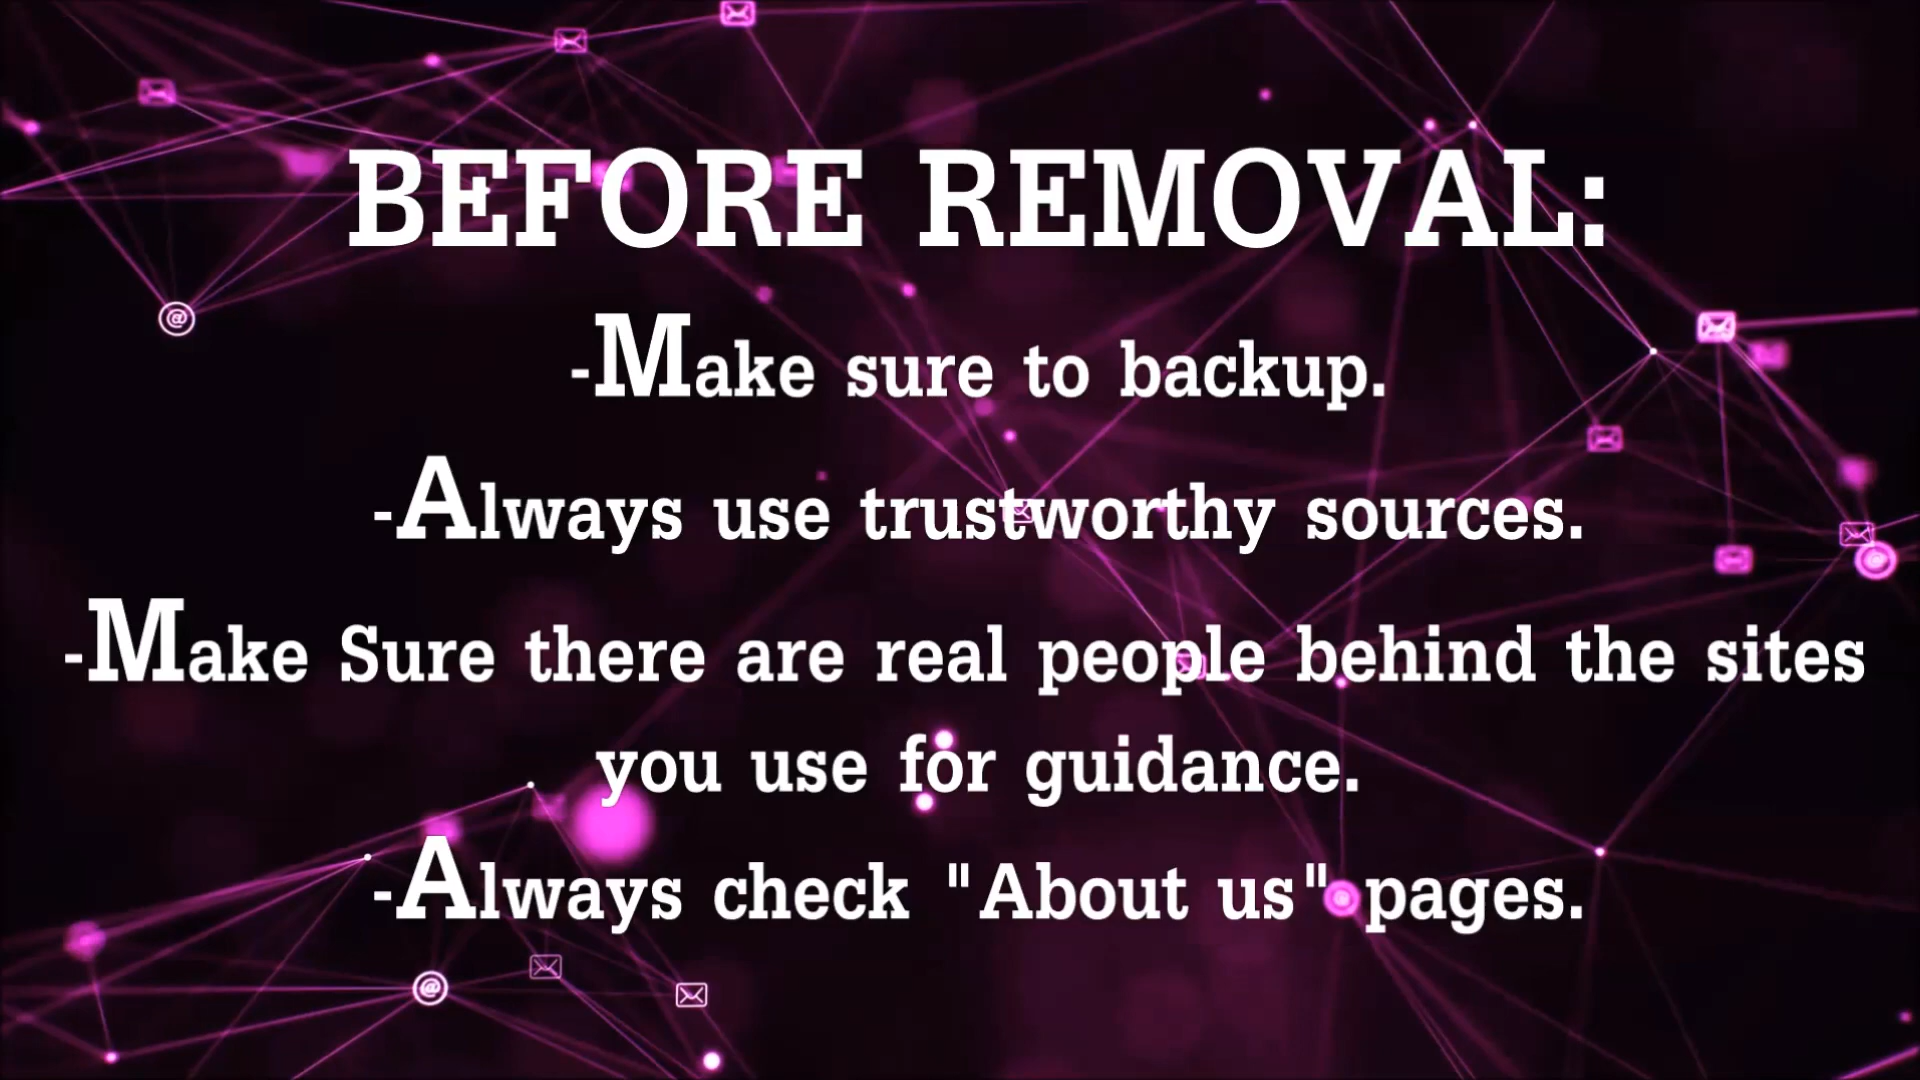 BEFORE REMOVAL:
-Make sure to backup.
-Always use trustworthy sources.
-Make Sure there are real people behind the sites
you use for guidance.
-Always check "About us" pages.